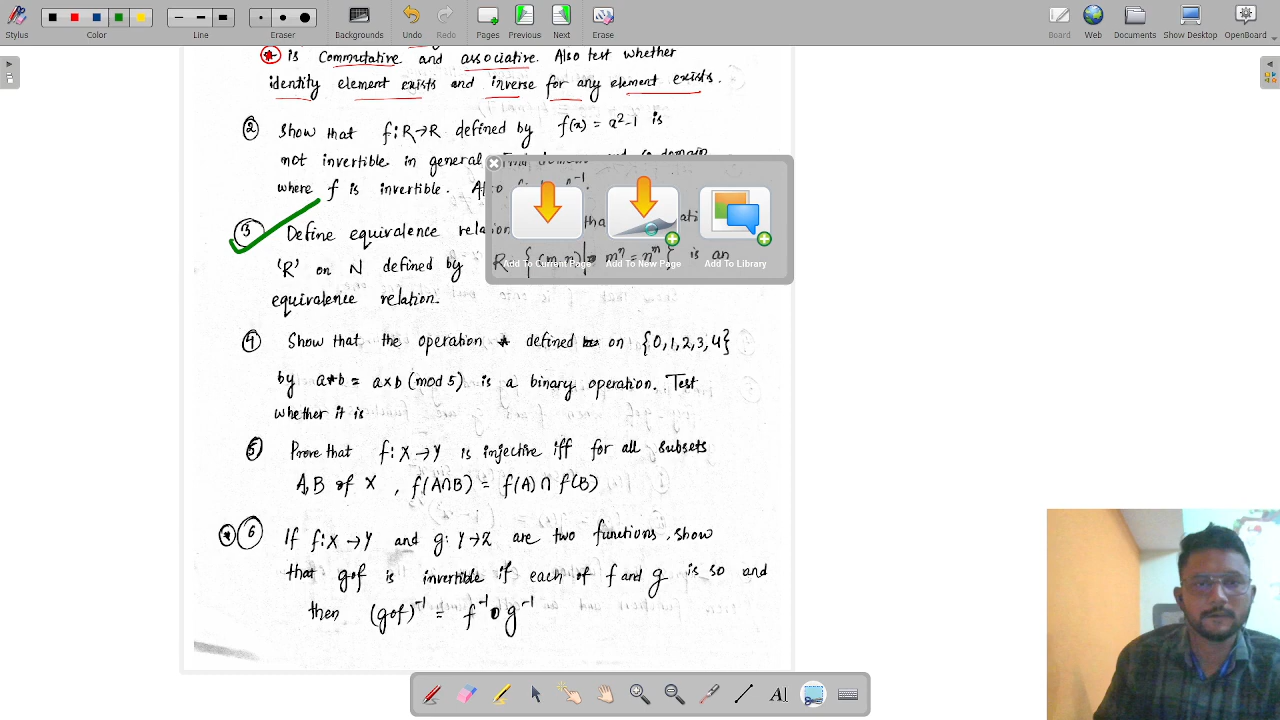 Stylus
Color
Line
Eraser
Backgrounds
Undo
Redo
Pages
Previous
Next
Erase
Board
Web
Documents
Show Desktop
OpenBoard
* is Commutative and associative. Also test whether
identity element exists and inverse for any element exists.
② Show that f: R→R defined by f(x) = x²-1 is
not invertible in general.
where f is invertible.
③ Define equivalence relation
'R' on N defined by R = {(m,n)| mⁿ = nᵐ} is an
equivalence relation.
Add To Current Page
Add To New Page
Add To Library
④ Show that the operation * defined on {0,1,2,3,4}
by a*b = a×b (mod 5) is a binary operation. Test
whether it is
⑤ Prove that f: X→Y is injective iff for all subsets
A,B of X, f(A∩B) = f(A) ∩ f(B)
* ⑥ If f: X→Y and g: Y→Z are two functions, show
that gof is invertible if each of f and g is so and
then (gof)⁻¹ = f⁻¹ o g⁻¹